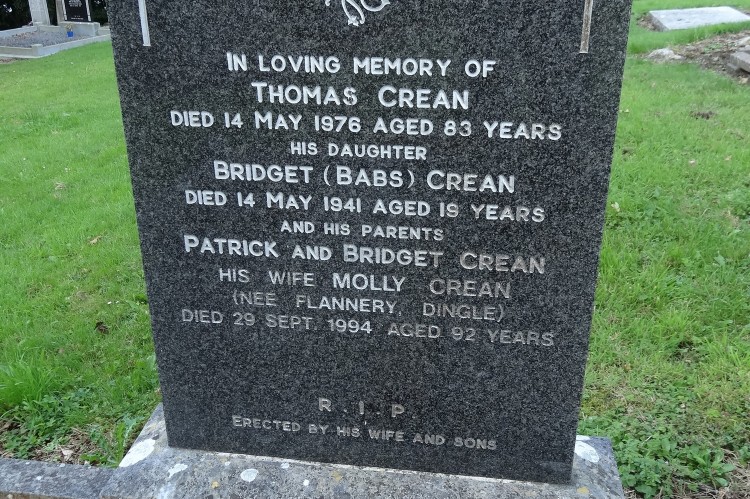 IN LOVING MEMORY OF
THOMAS CREAN
DIED 14 MAY 1976 AGED 83 YEARS
HIS DAUGHTER
BRIDGET (BABS) CREAN
DIED 14 MAY 1941 AGED 19 YEARS
AND HIS PARENTS
PATRICK AND BRIDGET CREAN
HIS WIFE MOLLY CREAN
(NEE FLANNERY, DINGLE)
DIED 29 SEPT. 1994 AGED 92 YEARS
R. I. P.
ERECTED BY HIS WIFE AND SONS